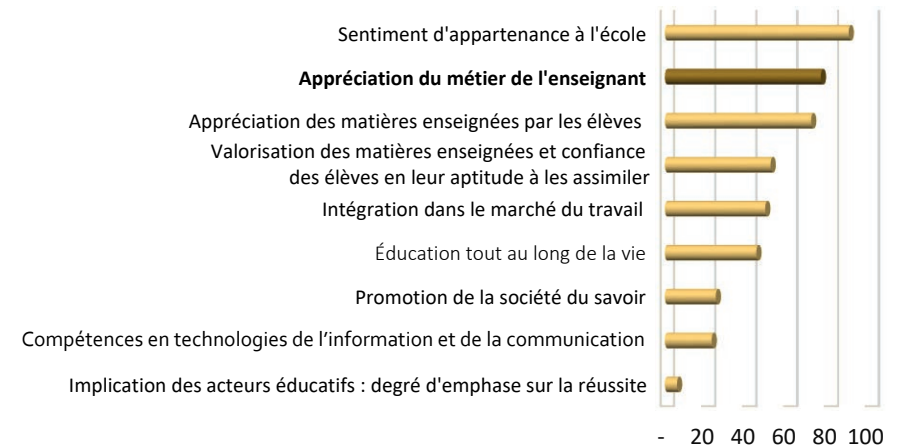 Sentiment d'appartenance à l'école
Appréciation du métier de l'enseignant
Appréciation des matières enseignées par les élèves
Valorisation des matières enseignées et confiance
des élèves en leur aptitude à les assimiler
Intégration dans le marché du travail
Éducation tout au long de la vie
Promotion de la société du savoir
Compétences en technologies de l’information et de la communication
Implication des acteurs éducatifs : degré d'emphase sur la réussite
- 20 40 60 80 100